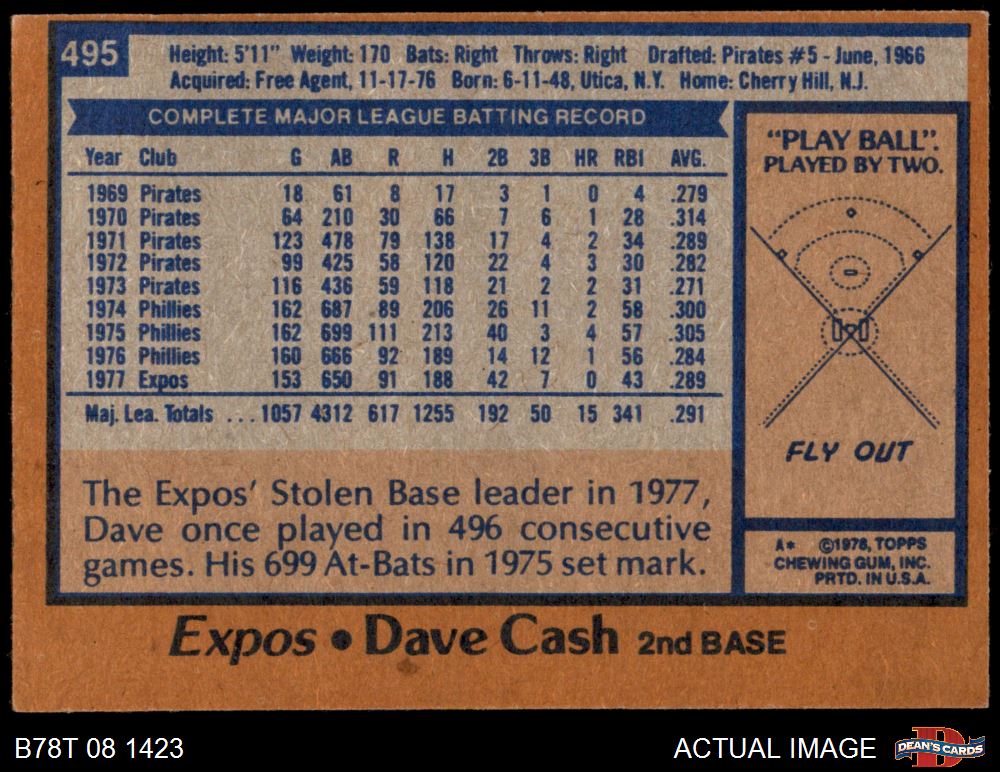 495
Height: 5'11" Weight: 170 Bats: Right Throws: Right Drafted: Pirates #5 - June, 1966
Acquired: Free Agent, 11-17-76 Born: 6-11-48, Utica, N.Y. Home: Cherry Hill, N.J.
COMPLETE MAJOR LEAGUE BATTING RECORD
Year Club G AB R H 2B 3B HR RBI AVG.
1969 Pirates 18 61 8 17 3 1 0 4 .279
1970 Pirates 64 210 30 66 7 6 1 28 .314
1971 Pirates 123 478 79 138 17 4 2 34 .289
1972 Pirates 99 425 58 120 22 4 3 30 .282
1973 Pirates 116 436 59 118 21 2 2 31 .271
1974 Phillies 162 687 89 206 26 11 2 58 .300
1975 Phillies 162 699 111 213 40 3 4 57 .305
1976 Phillies 160 666 92 189 14 12 1 56 .284
1977 Expos 153 650 91 188 42 7 0 43 .289
Maj. Lea. Totals ... 1057 4312 617 1255 192 50 15 341 .291
The Expos' Stolen Base leader in 1977,
Dave once played in 496 consecutive
games. His 699 At-Bats in 1975 set mark.
"PLAY BALL".
PLAYED BY TWO.
FLY OUT
A* ©1978, TOPPS
CHEWING GUM, INC.
PRTD. IN U.S.A.
Expos • Dave Cash 2nd BASE
B78T 08 1423
ACTUAL IMAGE
DEAN'S CARDS